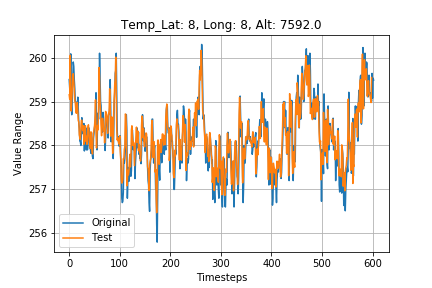 Temp_Lat: 8, Long: 8, Alt: 7592.0
Value Range
260
259
258
257
256
Original
Test
0 100 200 300 400 500 600
Timesteps